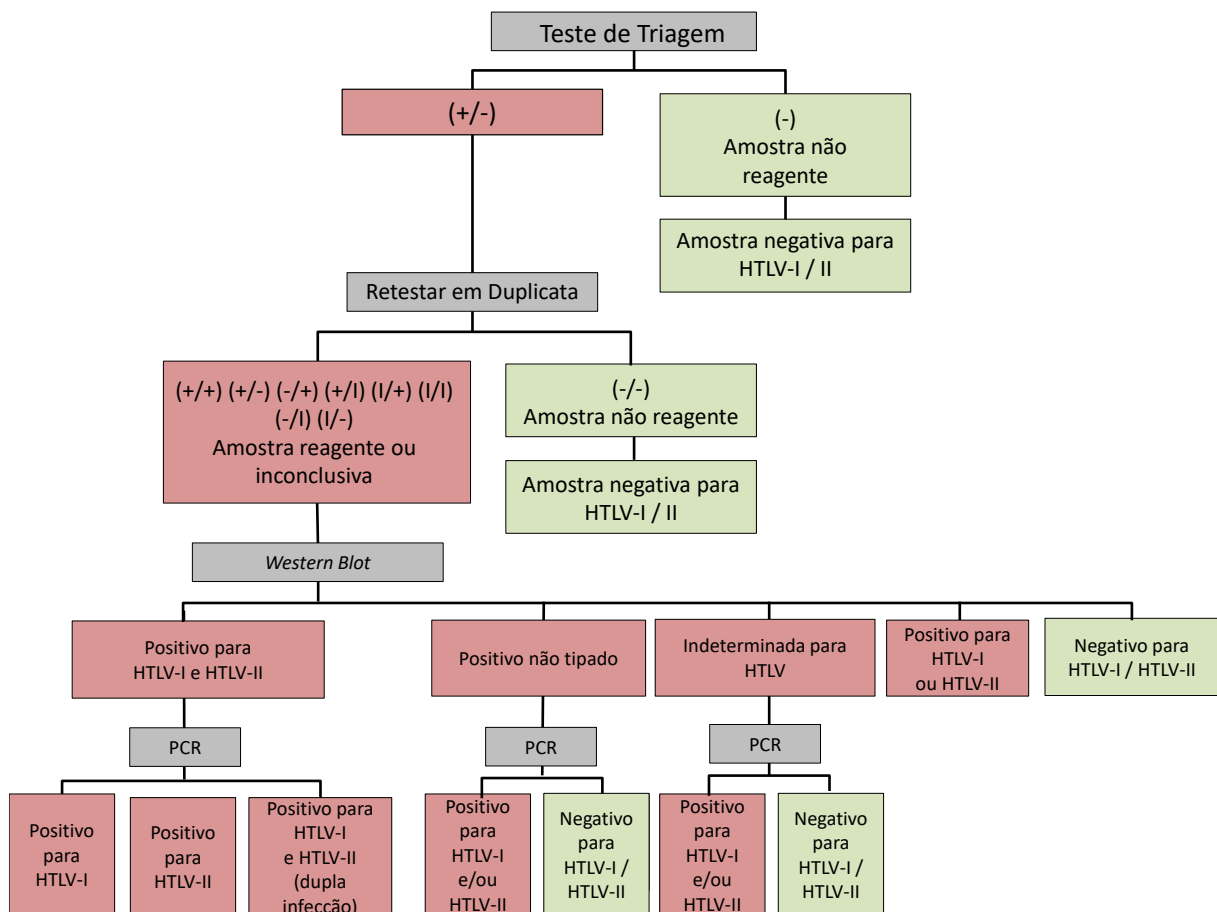 Teste de Triagem
(+/-)
(-)
Amostra não
reagente
Amostra negativa para
HTLV-I / II
Retestar em Duplicata
(+/+) (+/-) (-/+) (+/I) (I/+) (I/I)
(-/I) (I/-)
Amostra reagente ou
inconclusiva
(-/-)
Amostra não reagente
Amostra negativa para
HTLV-I / II
Western Blot
Positivo para
HTLV-I e HTLV-II
Positivo não tipado
Indeterminada para
HTLV
Positivo para
HTLV-I
ou HTLV-II
Negativo para
HTLV-I / HTLV-II
PCR
PCR
PCR
Positivo
para
HTLV-I
Positivo
para
HTLV-II
Positivo para
HTLV-I
e HTLV-II
(dupla
infecção)
Positivo
para
HTLV-I
e/ou
HTLV-II
Negativo
para
HTLV-I /
HTLV-II
Positivo
para
HTLV-I
e/ou
HTLV-II
Negativo
para
HTLV-I /
HTLV-II